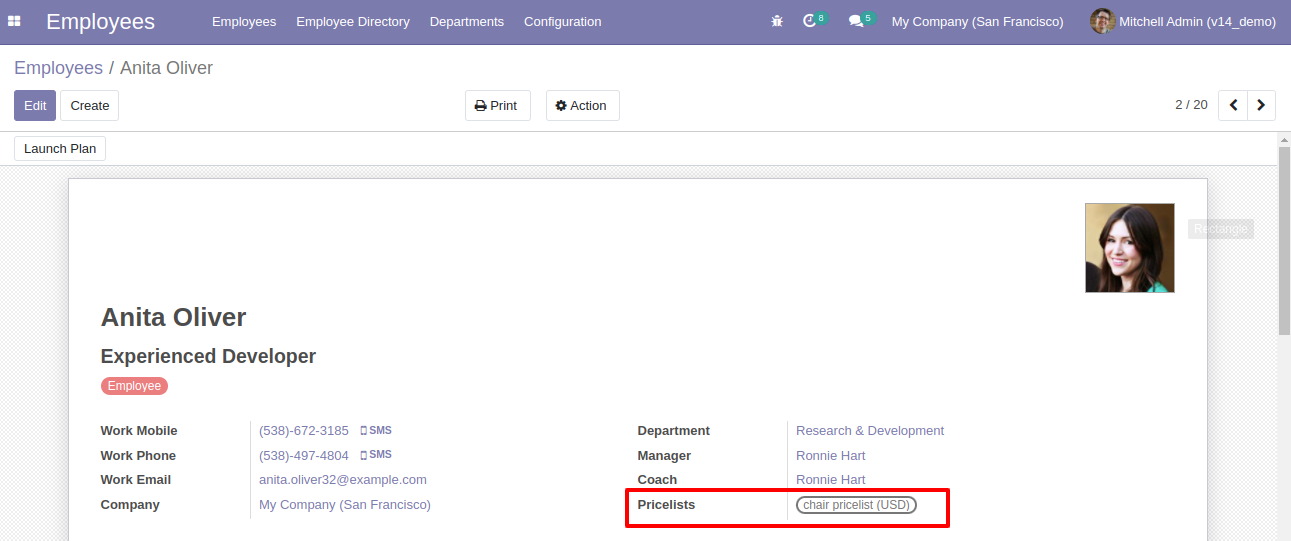 Employees Employees Employee Directory Departments Configuration 8 5 My Company (San Francisco) Mitchell Admin (v14_demo)
Employees / Anita Oliver
Edit Create Print Action 2 / 20
Launch Plan
Rectangle
Anita Oliver
Experienced Developer
Employee
Work Mobile (538)-672-3185 SMS Department Research & Development
Work Phone (538)-497-4804 SMS Manager Ronnie Hart
Work Email anita.oliver32@example.com Coach Ronnie Hart
Company My Company (San Francisco) Pricelists chair pricelist (USD)